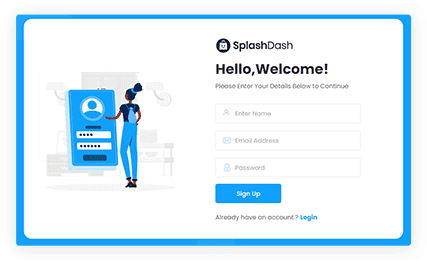 SplashDash
Hello,Welcome!
Please Enter Your Details Below to Continue
Enter Name
Email Address
Password
Sign Up
Already have an account ? Login